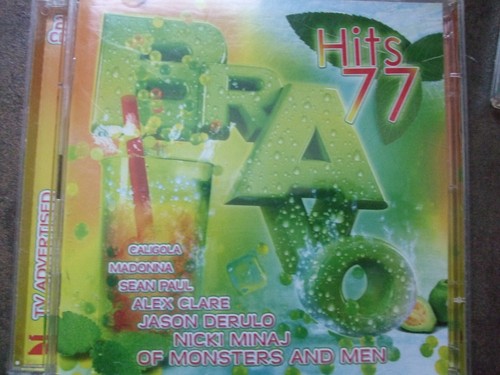 BRAVO
Hits
77
CALIGOLA
MADONNA
SEAN PAUL
ALEX CLARE
JASON DERULO
NICKI MINAJ
OF MONSTERS AND MEN
TV ADVERTISED